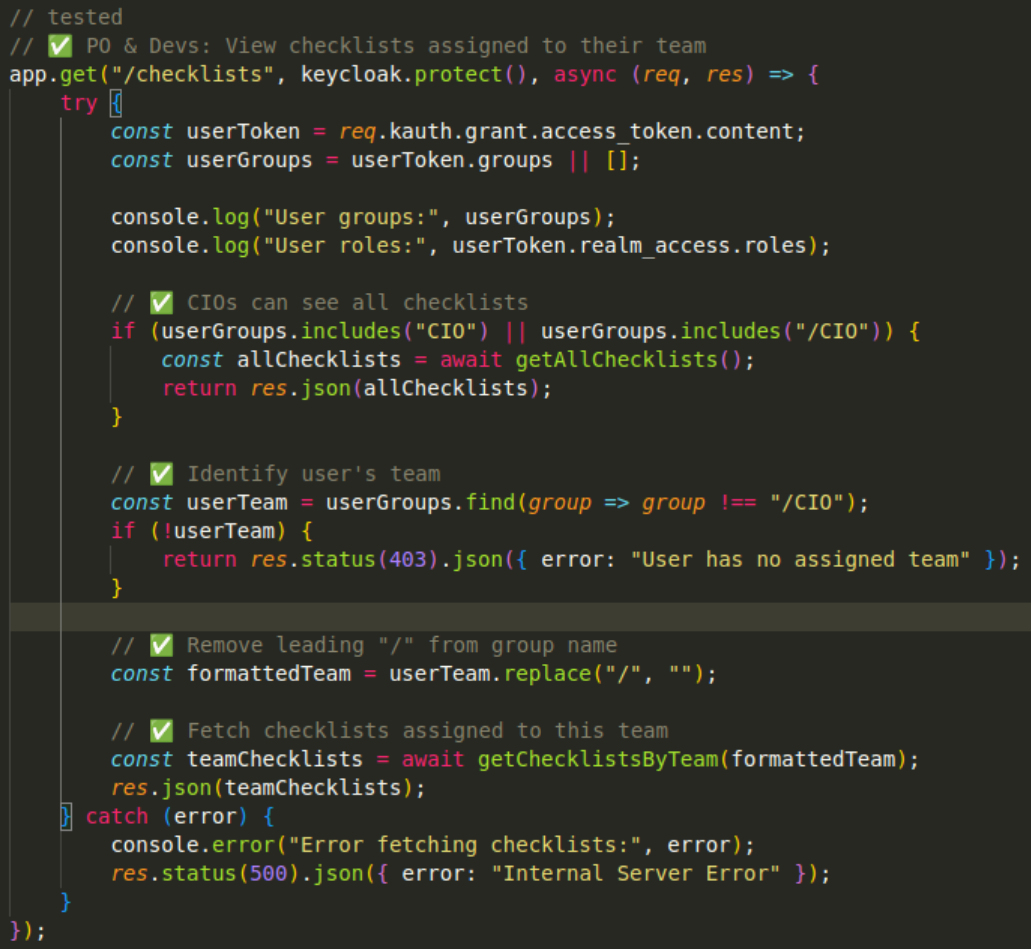 // tested
// ✅ PO & Devs: View checklists assigned to their team
app.get("/checklists", keycloak.protect(), async (req, res) => {
    try {
        const userToken = req.kauth.grant.access_token.content;
        const userGroups = userToken.groups || [];

        console.log("User groups:", userGroups);
        console.log("User roles:", userToken.realm_access.roles);

        // ✅ CIOs can see all checklists
        if (userGroups.includes("CIO") || userGroups.includes("/CIO")) {
            const allChecklists = await getAllChecklists();
            return res.json(allChecklists);
        }

        // ✅ Identify user's team
        const userTeam = userGroups.find(group => group !== "/CIO");
        if (!userTeam) {
            return res.status(403).json({ error: "User has no assigned team" });
        }

        // ✅ Remove leading "/" from group name
        const formattedTeam = userTeam.replace("/", "");

        // ✅ Fetch checklists assigned to this team
        const teamChecklists = await getChecklistsByTeam(formattedTeam);
        res.json(teamChecklists);
    } catch (error) {
        console.error("Error fetching checklists:", error);
        res.status(500).json({ error: "Internal Server Error" });
    }
});